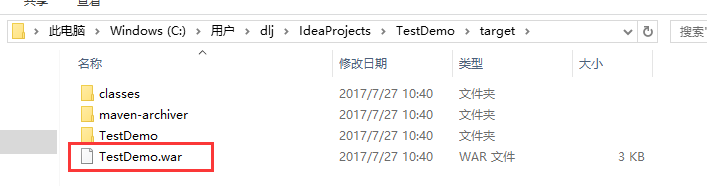 共享 查看
此电脑 > Windows (C:) > 用户 > dlj > IdeaProjects > TestDemo > target > 搜索"
名称 修改日期 类型 大小
classes 2017/7/27 10:40 文件夹
maven-archiver 2017/7/27 10:40 文件夹
TestDemo 2017/7/27 10:40 文件夹
TestDemo.war 2017/7/27 10:40 WAR 文件 3 KB